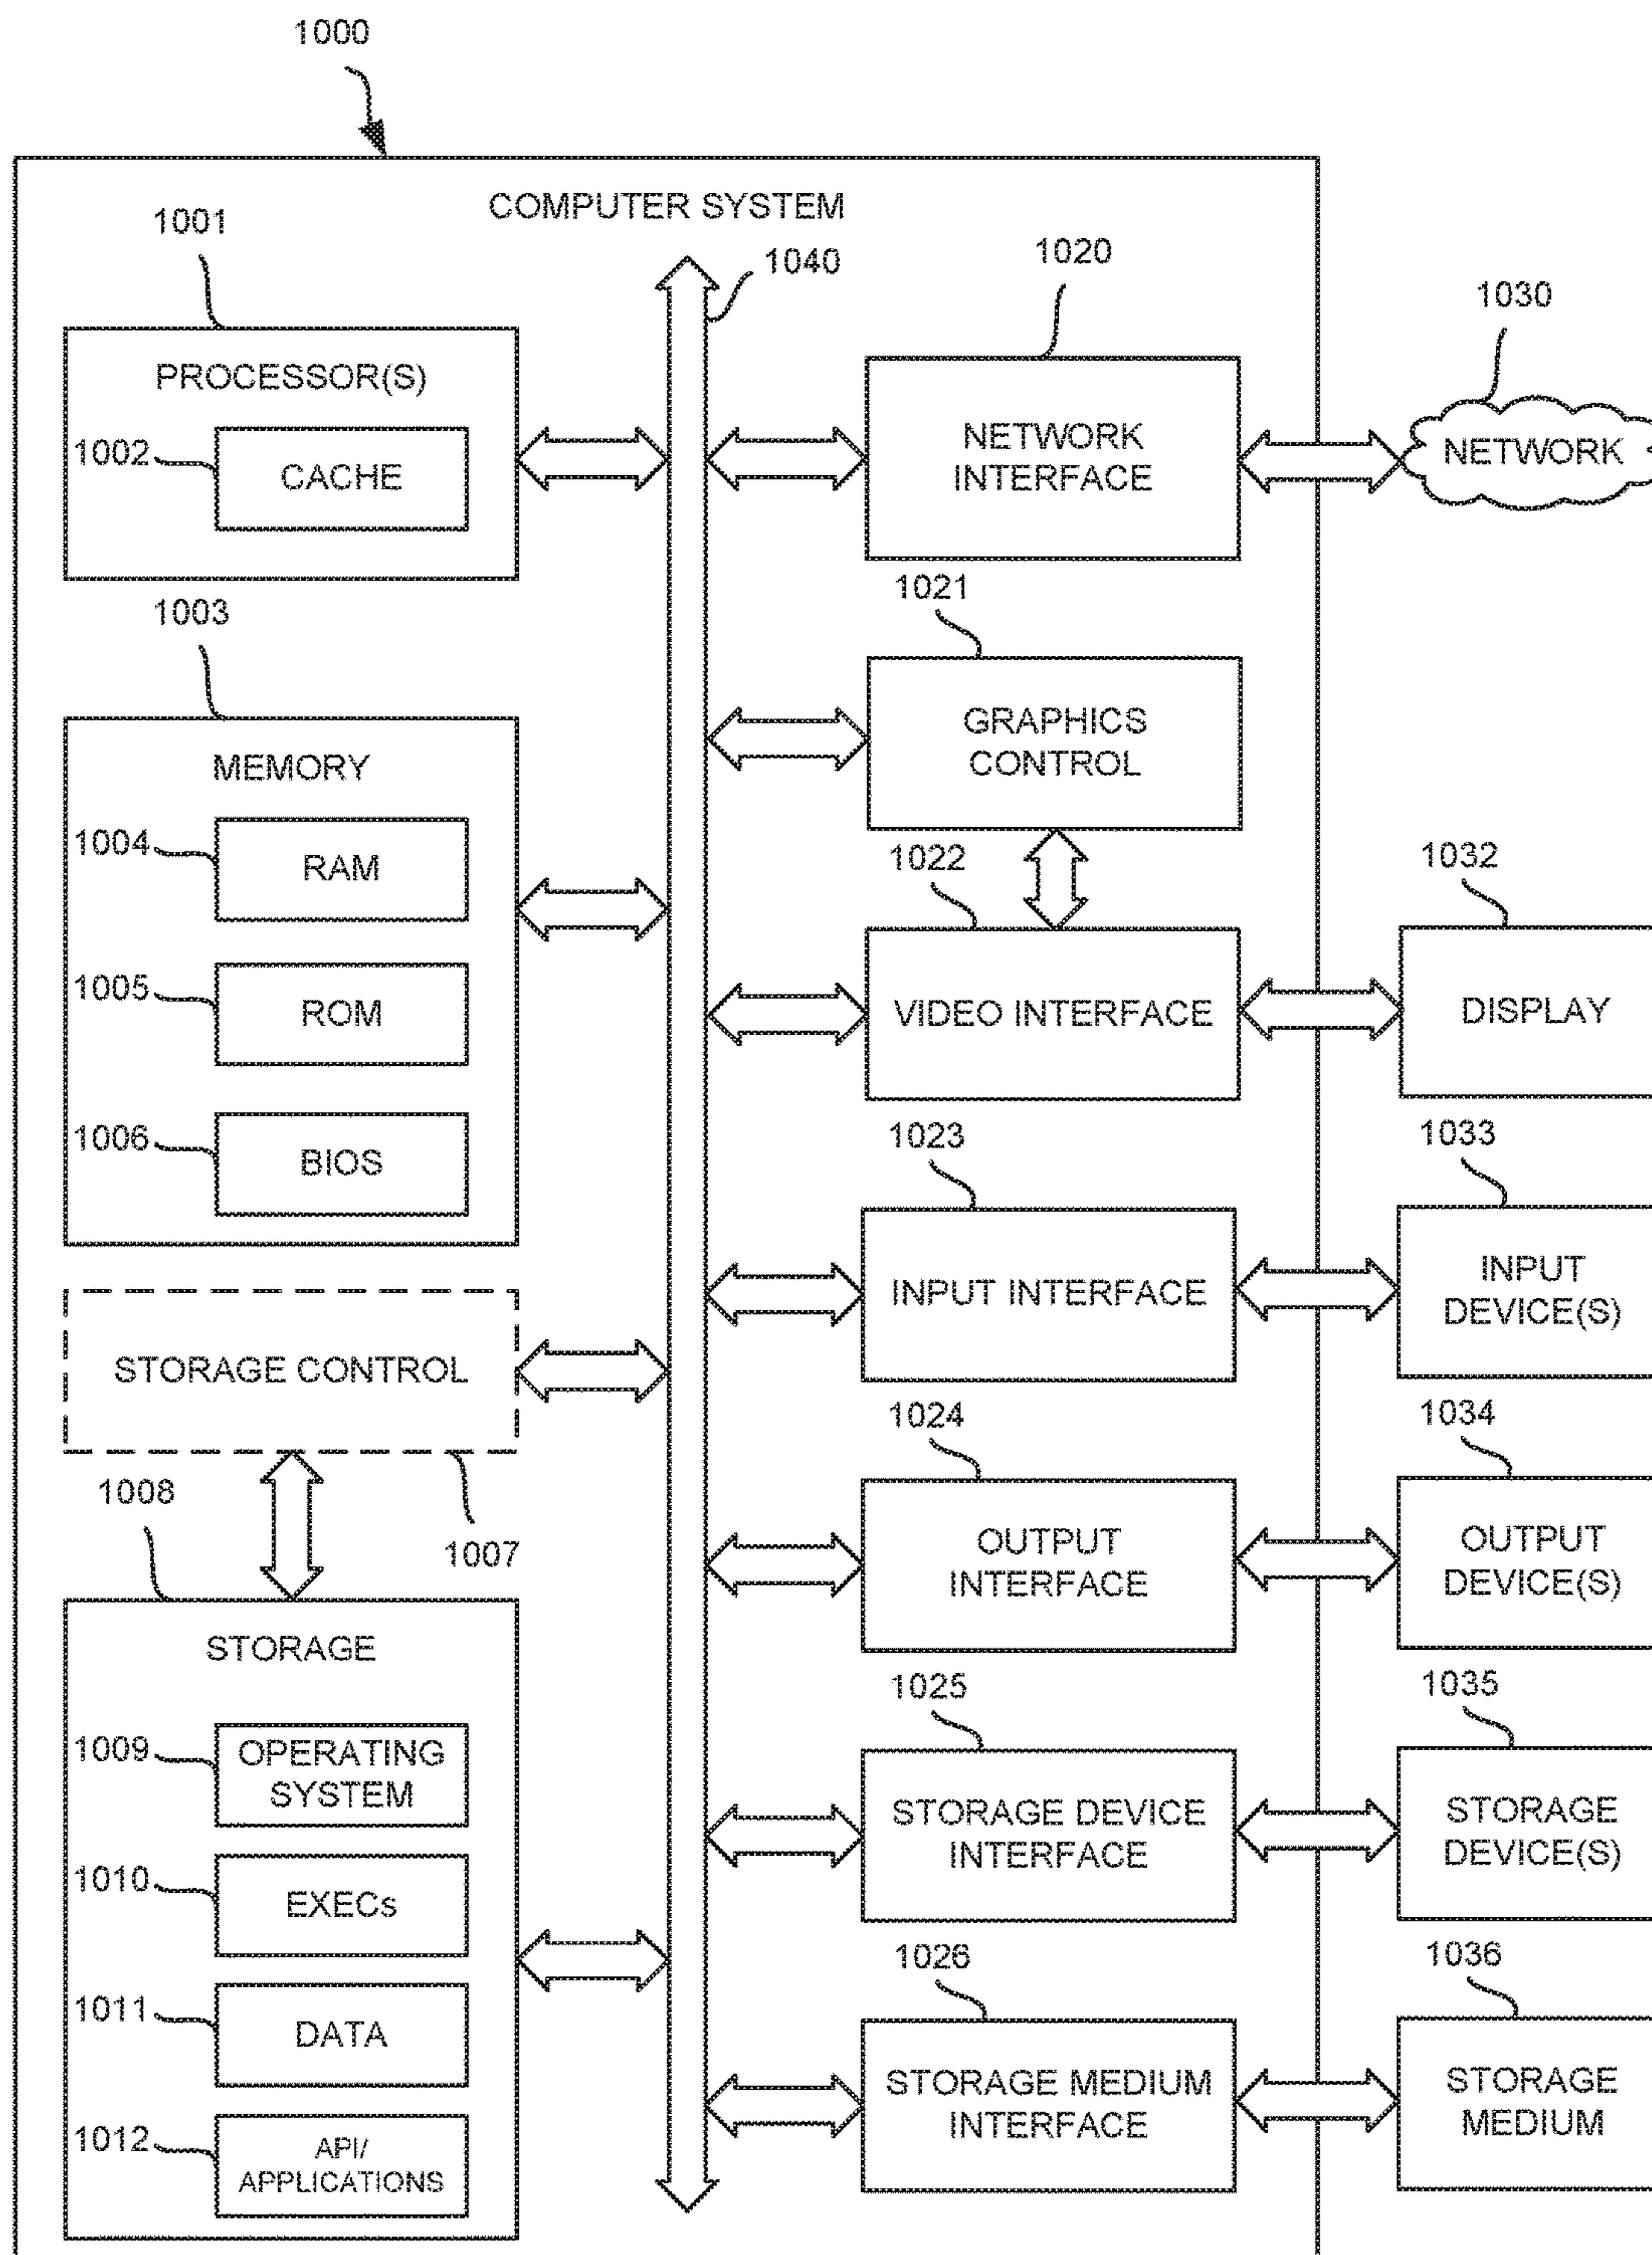 1000
COMPUTER SYSTEM
1001
1040
1020
1030
PROCESSOR(S)
1002
CACHE
NETWORK
INTERFACE
NETWORK
1003
1021
MEMORY
GRAPHICS
CONTROL
1004
RAM
1022
1032
1005
ROM
VIDEO INTERFACE
DISPLAY
1006
BIOS
1023
1033
INPUT INTERFACE
INPUT
DEVICE(S)
STORAGE CONTROL
1007
1024
1034
1008
OUTPUT
INTERFACE
OUTPUT
DEVICE(S)
STORAGE
1025
1035
1009
OPERATING
SYSTEM
STORAGE DEVICE
INTERFACE
STORAGE
DEVICE(S)
1010
EXECs
1026
1036
1011
DATA
STORAGE MEDIUM
INTERFACE
STORAGE
MEDIUM
1012
API/
APPLICATIONS